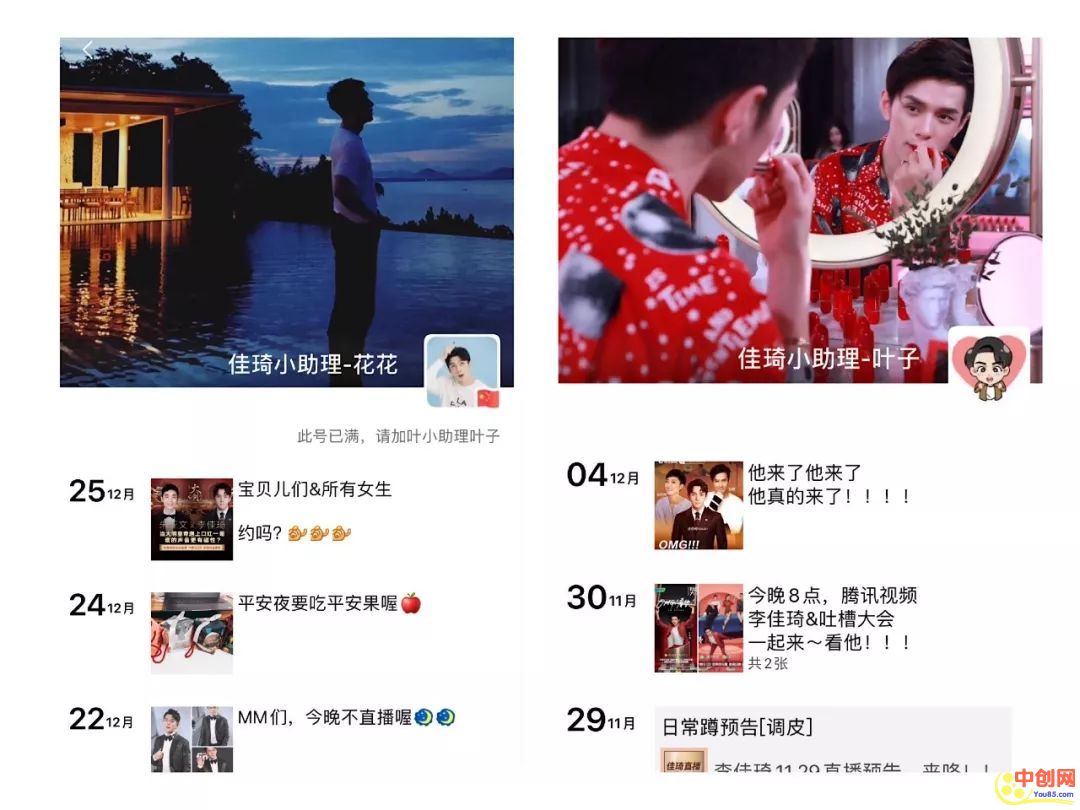 佳琦小助理-花花
此号已满，请加叶小助理叶子
25 12月
宝贝儿们&所有女生
约吗?
24 12月
平安夜要吃平安果喔
22 12月
MM们，今晚不直播喔
佳琦小助理-叶子
04 12月
他来了他来了
他真的来了！！！！
OMG!!!
30 11月
今晚8点，腾讯视频
李佳琦&吐槽大会
一起来～看他！！！
共2张
29 11月
日常蹲预告[调皮]
佳琦直播
李佳琦11.29直播预告，来咯！！
中创网
You85.com